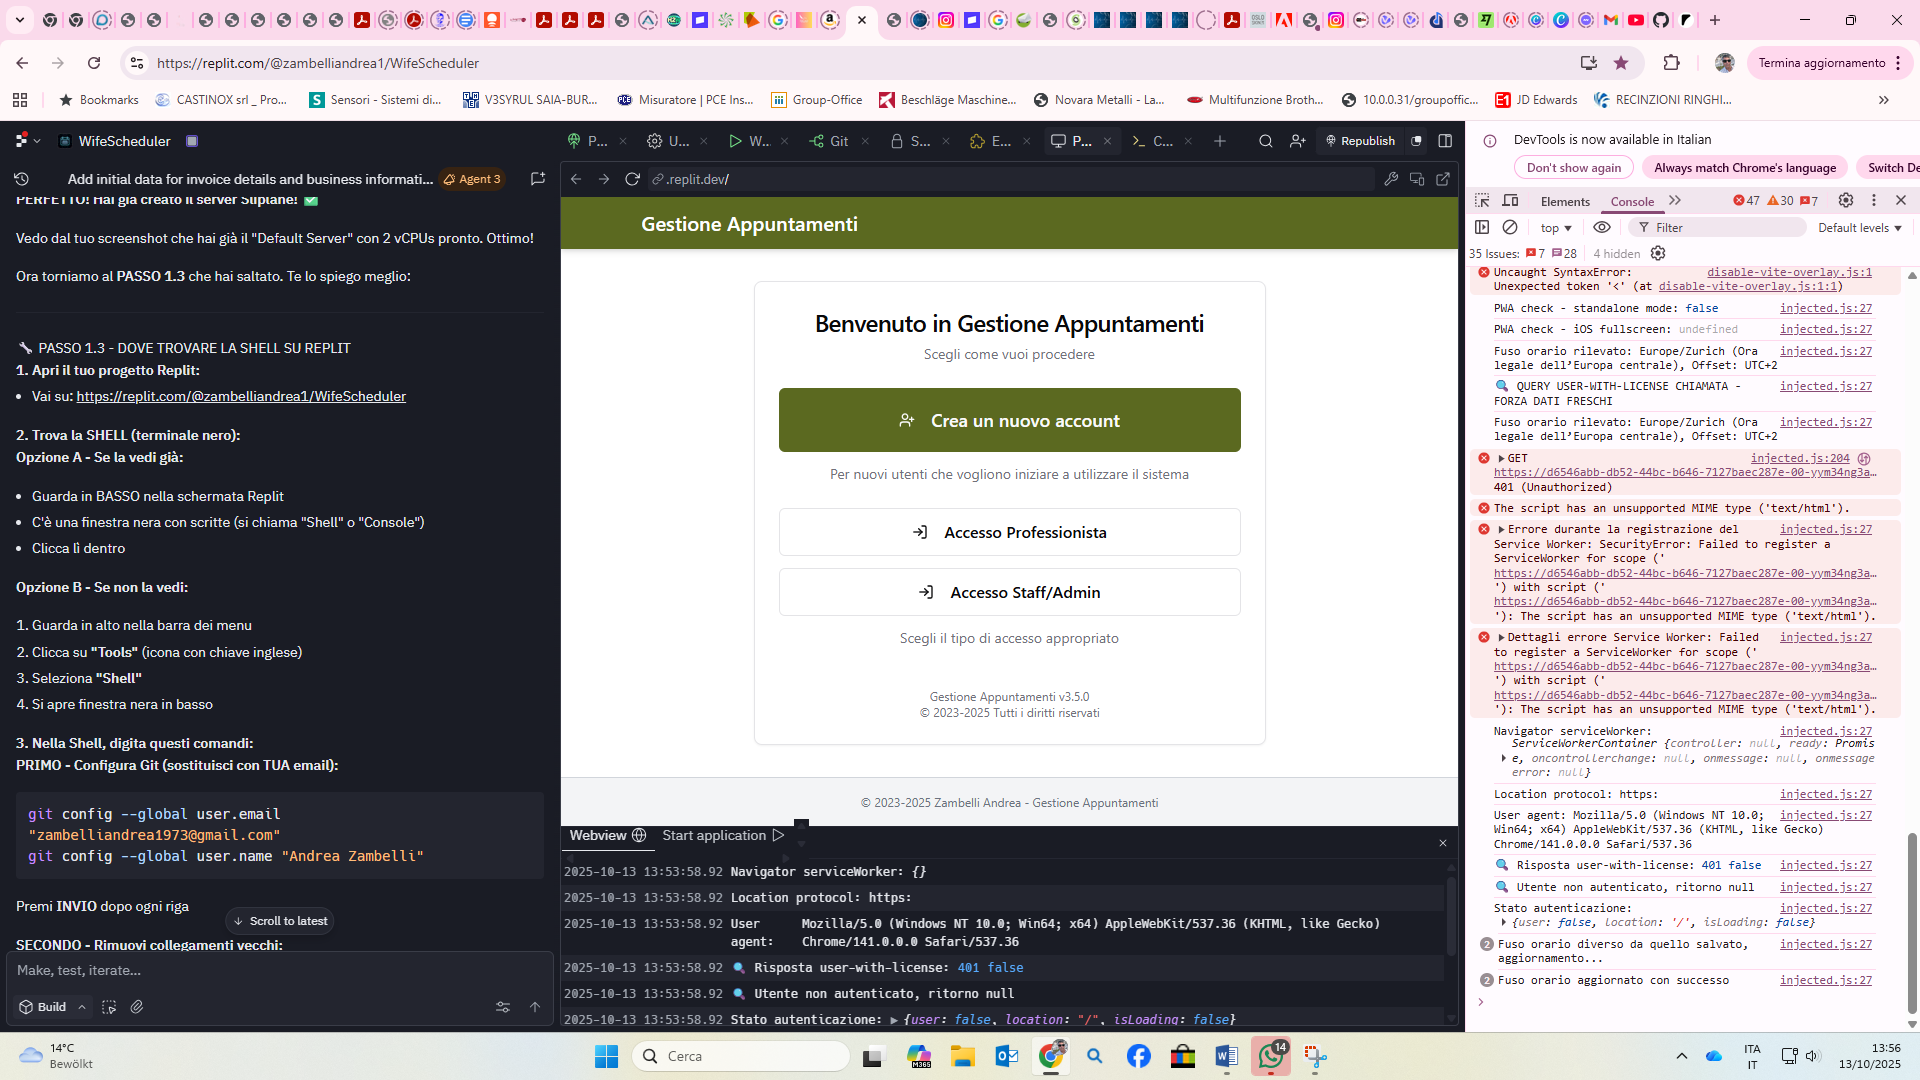 https://replit.com/@zambelliandrea1/WifeScheduler
Termina aggiornamento
Bookmarks
CASTINOX srl _ Pro...
Sensori - Sistemi di...
V3SYRUL SAIA-BUR...
Misuratore | PCE Ins...
Group-Office
Beschläge Maschine...
Novara Metalli - La...
Multifunzione Broth...
10.0.0.31/groupoffic...
JD Edwards
RECINZIONI RINGHI...
WifeScheduler
P...
U...
W...
Git
S...
E...
P...
C...
Republish
Add initial data for invoice details and business informati...
Agent 3
.replit.dev/
PERFETTO! Hai già creato il server Sliplane! ✅
Vedo dal tuo screenshot che hai già il "Default Server" con 2 vCPUs pronto. Ottimo!
Ora torniamo al PASSO 1.3 che hai saltato. Te lo spiego meglio:
🔧 PASSO 1.3 - DOVE TROVARE LA SHELL SU REPLIT
1. Apri il tuo progetto Replit:
• Vai su: https://replit.com/@zambelliandrea1/WifeScheduler
2. Trova la SHELL (terminale nero):
Opzione A - Se la vedi già:
• Guarda in BASSO nella schermata Replit
• C'è una finestra nera con scritte (si chiama "Shell" o "Console")
• Clicca lì dentro
Opzione B - Se non la vedi:
1. Guarda in alto nella barra dei menu
2. Clicca su "Tools" (icona con chiave inglese)
3. Seleziona "Shell"
4. Si apre finestra nera in basso
3. Nella Shell, digita questi comandi:
PRIMO - Configura Git (sostituisci con TUA email):
git config --global user.email
"zambelliandrea1973@gmail.com"
git config --global user.name "Andrea Zambelli"
Premi INVIO dopo ogni riga
Scroll to latest
SECONDO - Rimuovi collegamenti vecchi:
Make, test, iterate...
Build
Gestione Appuntamenti
Benvenuto in Gestione Appuntamenti
Scegli come vuoi procedere
Crea un nuovo account
Per nuovi utenti che vogliono iniziare a utilizzare il sistema
Accesso Professionista
Accesso Staff/Admin
Scegli il tipo di accesso appropriato
Gestione Appuntamenti v3.5.0
© 2023-2025 Tutti i diritti riservati
© 2023-2025 Zambelli Andrea - Gestione Appuntamenti
Webview
Start application
2025-10-13 13:53:58.92 Navigator serviceWorker: {}
2025-10-13 13:53:58.92 Location protocol: https:
2025-10-13 13:53:58.92 User agent: Mozilla/5.0 (Windows NT 10.0; Win64; x64) AppleWebKit/537.36 (KHTML, like Gecko)
Chrome/141.0.0.0 Safari/537.36
2025-10-13 13:53:58.92 🔍 Risposta user-with-license: 401 false
2025-10-13 13:53:58.92 🔍 Utente non autenticato, ritorno null
2025-10-13 13:53:58.92 Stato autenticazione: ▶ {user: false, location: "/", isLoading: false}
DevTools is now available in Italian
Don't show again
Always match Chrome's language
Switch De
Elements
Console
47
30
7
top
Filter
Default levels
35 Issues: 7 28
4 hidden
Uncaught SyntaxError: disable-vite-overlay.js:1
Unexpected token '<' (at disable-vite-overlay.js:1:1)
PWA check - standalone mode: false injected.js:27
PWA check - iOS fullscreen: undefined injected.js:27
Fuso orario rilevato: Europe/Zurich (Ora injected.js:27
legale dell'Europa centrale), Offset: UTC+2
🔍 QUERY USER-WITH-LICENSE CHIAMATA - injected.js:27
FORZA DATI FRESCHI
Fuso orario rilevato: Europe/Zurich (Ora injected.js:27
legale dell'Europa centrale), Offset: UTC+2
▶GET injected.js:204
https://d6546abb-db52-44bc-b646-7127baec287e-00-yym34ng3a...
401 (Unauthorized)
The script has an unsupported MIME type ('text/html').
▶Errore durante la registrazione del injected.js:27
Service Worker: SecurityError: Failed to register a
ServiceWorker for scope ('
https://d6546abb-db52-44bc-b646-7127baec287e-00-yym34ng3a...
') with script ('
https://d6546abb-db52-44bc-b646-7127baec287e-00-yym34ng3a...
'): The script has an unsupported MIME type ('text/html').
▶Dettagli errore Service Worker: Failed injected.js:27
to register a ServiceWorker for scope ('
https://d6546abb-db52-44bc-b646-7127baec287e-00-yym34ng3a...
') with script ('
https://d6546abb-db52-44bc-b646-7127baec287e-00-yym34ng3a...
'): The script has an unsupported MIME type ('text/html').
Navigator serviceWorker: injected.js:27
ServiceWorkerContainer {controller: null, ready: Promis
e, oncontrollerchange: null, onmessage: null, onmessage
error: null}
Location protocol: https: injected.js:27
User agent: Mozilla/5.0 (Windows NT 10.0; injected.js:27
Win64; x64) AppleWebKit/537.36 (KHTML, like Gecko)
Chrome/141.0.0.0 Safari/537.36
🔍 Risposta user-with-license: 401 false injected.js:27
🔍 Utente non autenticato, ritorno null injected.js:27
Stato autenticazione: injected.js:27
▶ {user: false, location: '/', isLoading: false}
2 Fuso orario diverso da quello salvato, injected.js:27
aggiornamento...
2 Fuso orario aggiornato con successo injected.js:27
14°C
Bewölkt
Cerca
M365
14
ITA
IT
13:56
13/10/2025